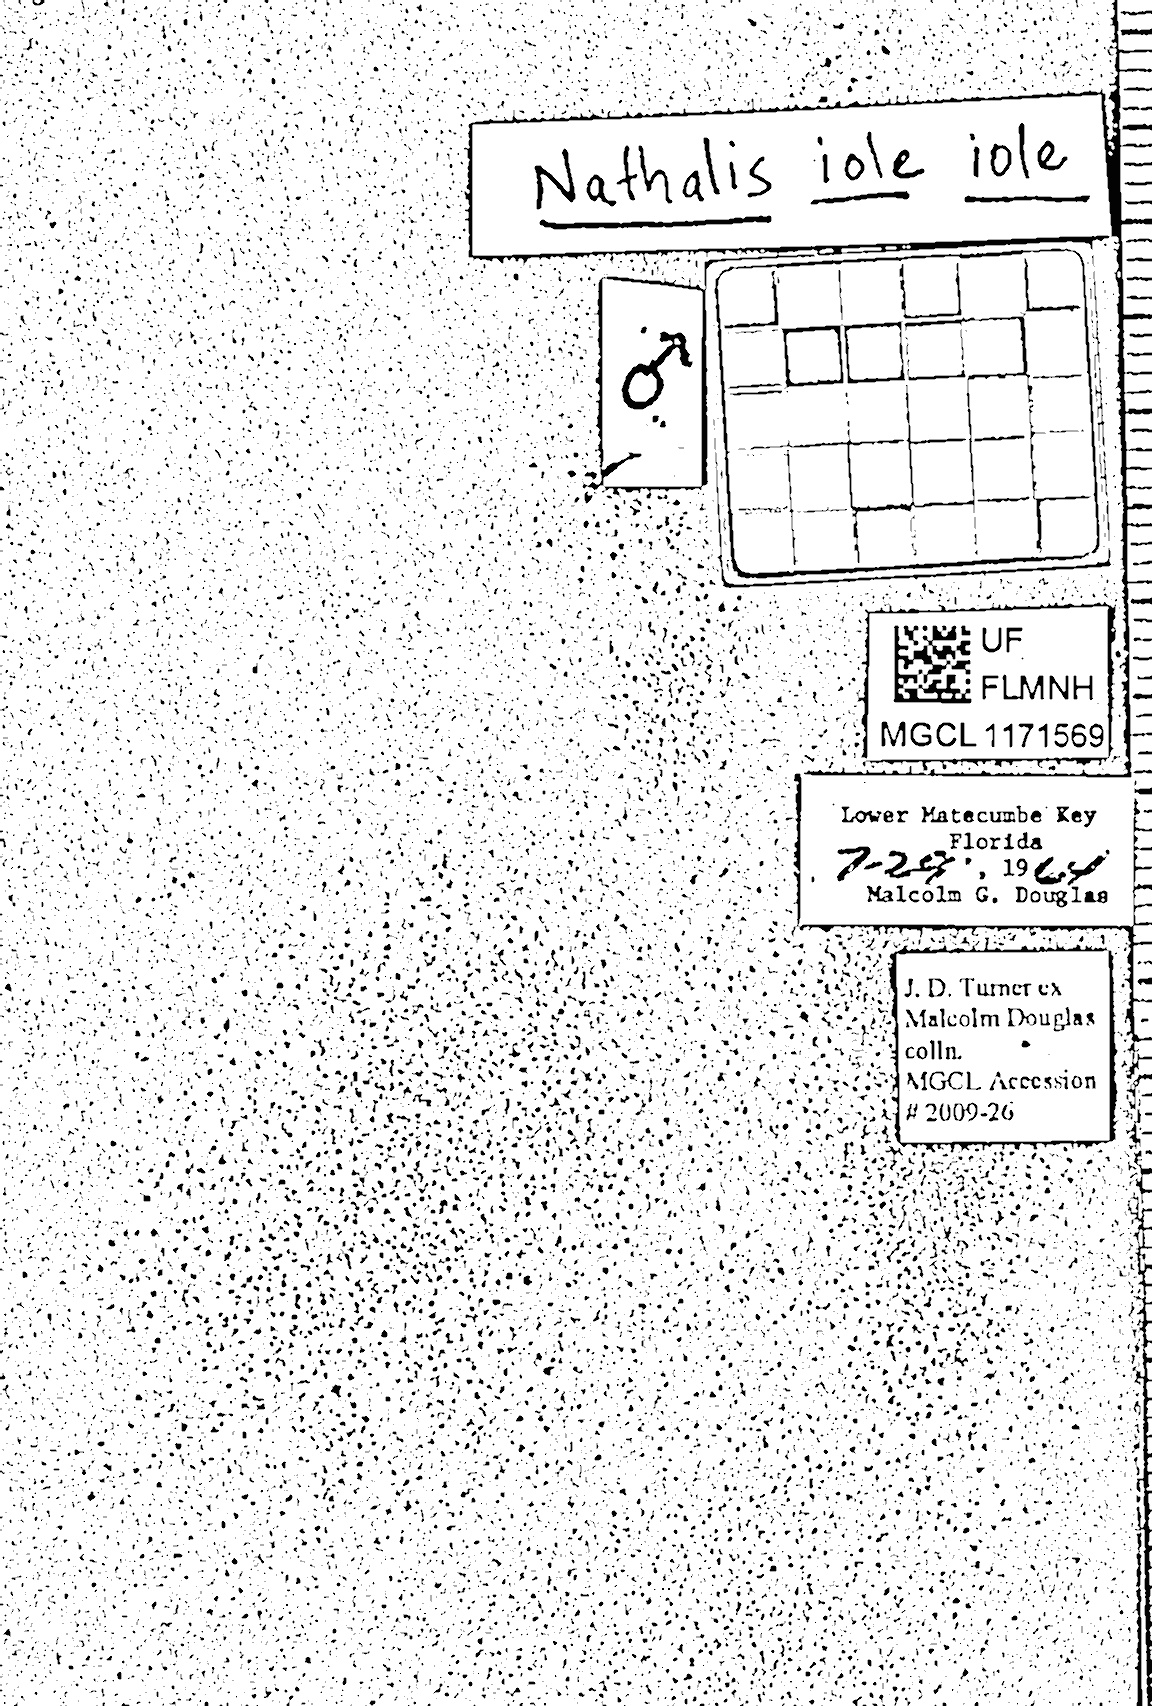 Nathalis iole iole
♂
UF
FLMNH
MGCL 1171569
Lower Matecumbe Key
Florida
, 1964
Malcolm G. Douglas
J. D. Turner ex
Malcolm Douglas
colln.
MGCL Accession
# 2009-26